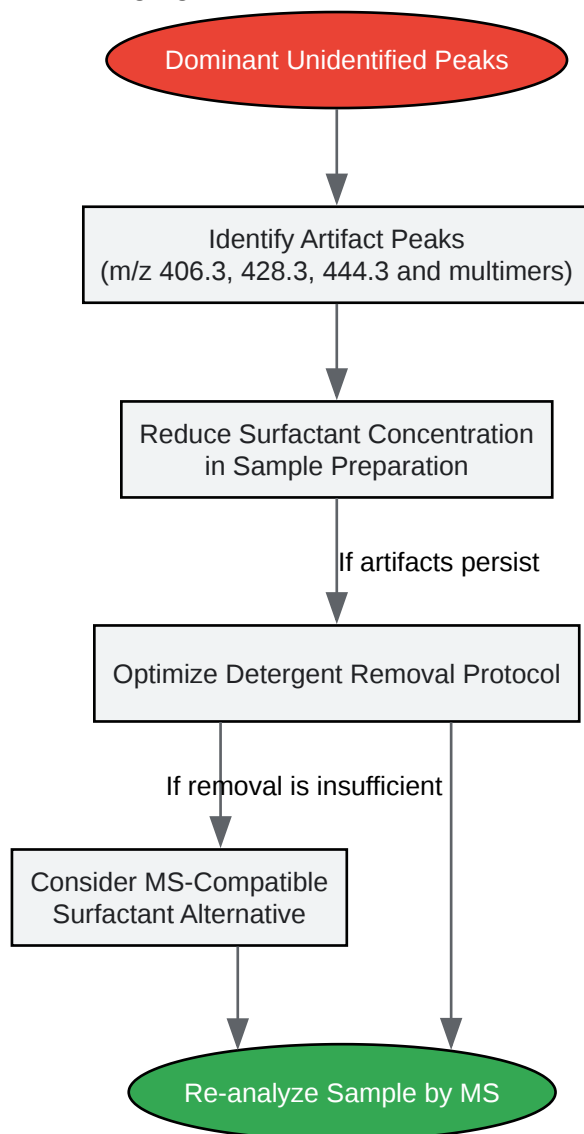 Dominant Unidentified Peaks
Identify Artifact Peaks
(m/z 406.3, 428.3, 444.3 and multimers)
Reduce Surfactant Concentration
in Sample Preparation
If artifacts persist
Optimize Detergent Removal Protocol
If removal is insufficient
Consider MS-Compatible
Surfactant Alternative
Re-analyze Sample by MS